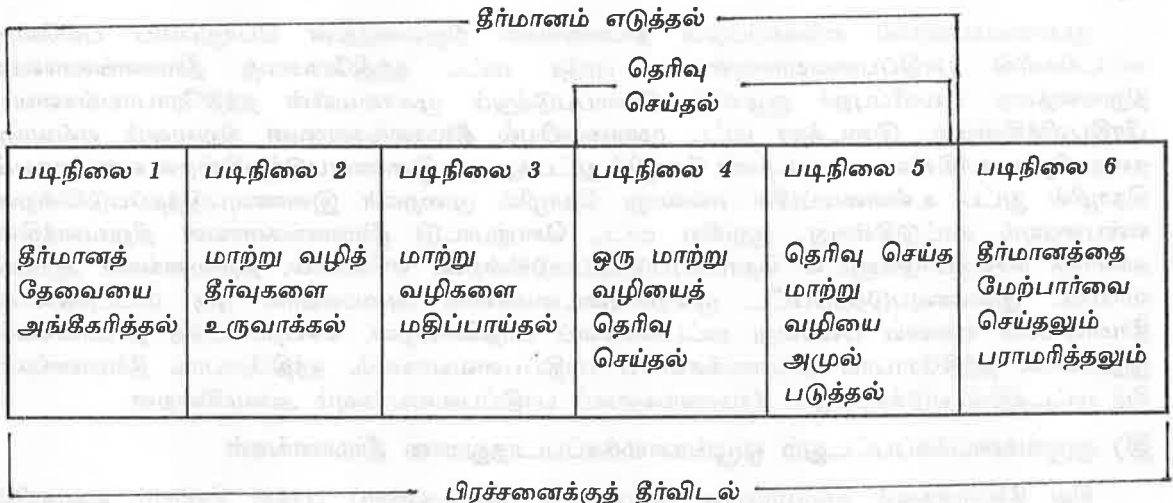 தீர்மானம் எடுத்தல்
தெரிவு
செய்தல்
படிநிலை 1 படிநிலை 2 படிநிலை 3 படிநிலை 4 படிநிலை 5 படிநிலை 6
தீர்மானத் மாற்று வழித் மாற்று ஒரு மாற்று தெரிவு செய்த தீர்மானத்தை
தேவையை தீர்வுகளை வழிகளை வழியைத் மாற்று மேற்பார்வை
அங்கீகரித்தல் உருவாக்கல் மதிப்பாய்தல் தெரிவு வழியை செய்தலும்
செய்தல் அமுல் பராமரித்தலும்
படுத்தல்
பிரச்சனைக்குத் தீர்விடல்